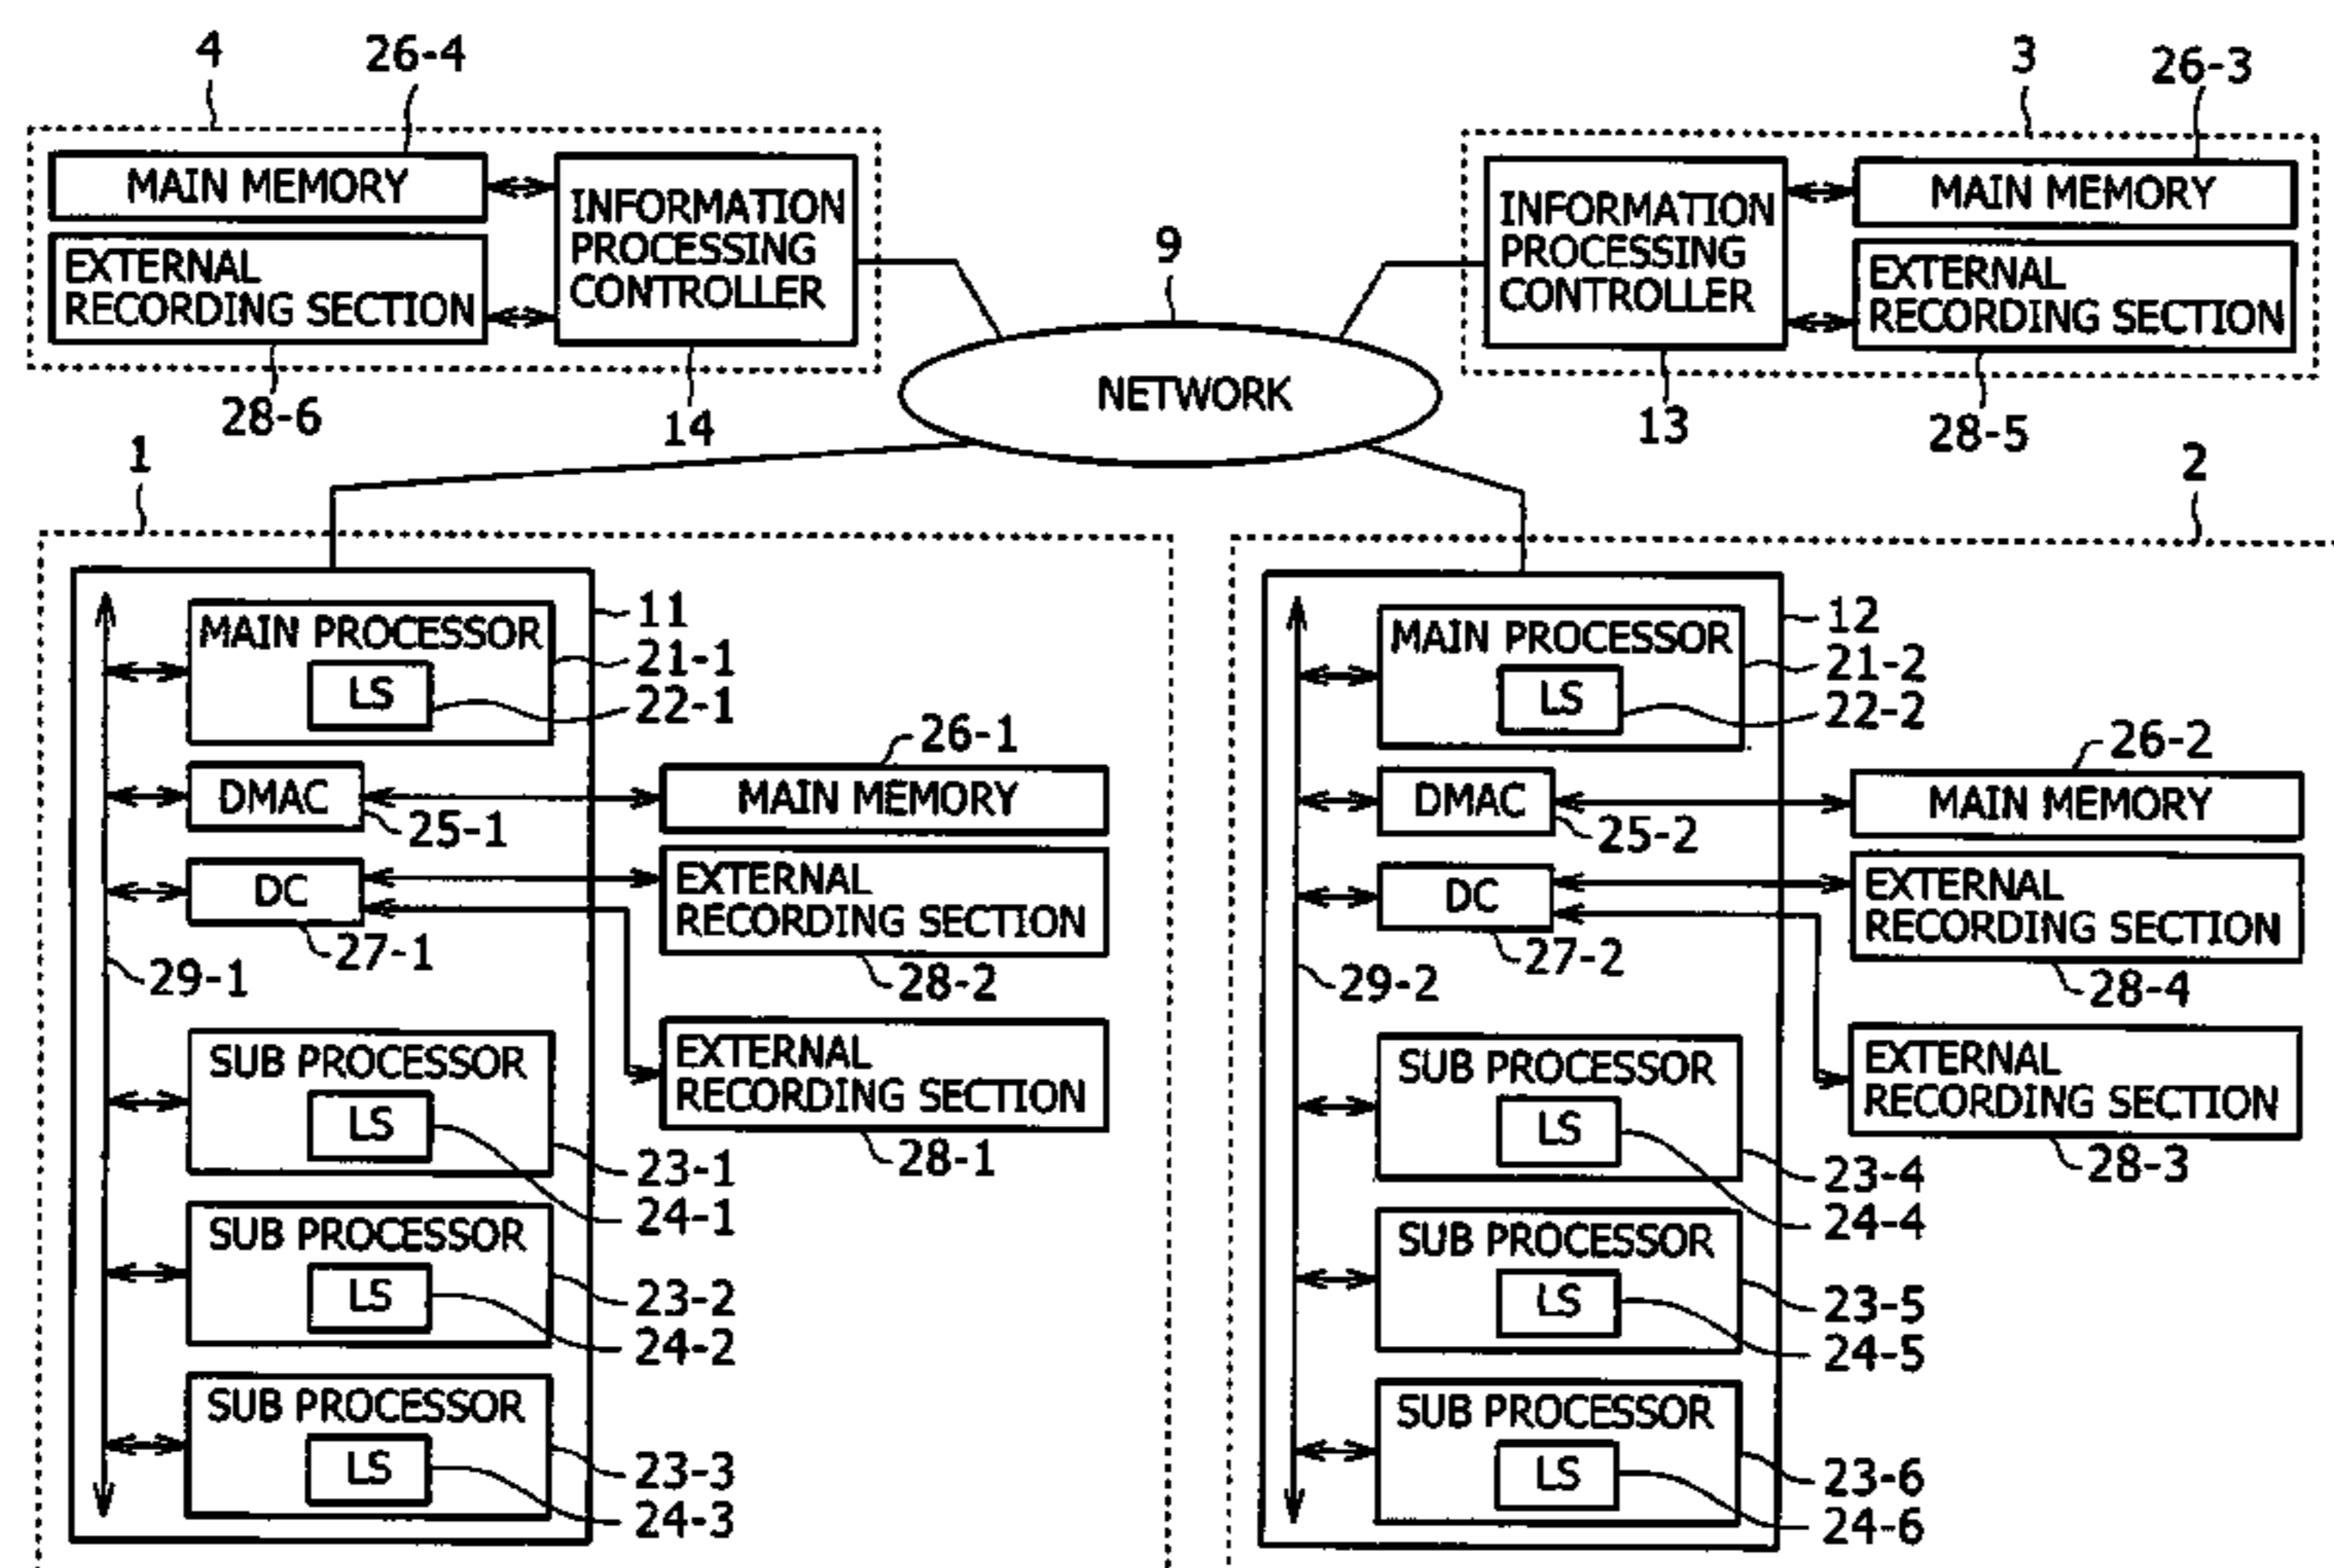 4
26-4
MAIN MEMORY
EXTERNAL
RECORDING SECTION
INFORMATION
PROCESSING
CONTROLLER
28-6
14
3
26-3
INFORMATION
PROCESSING
CONTROLLER
MAIN MEMORY
EXTERNAL
RECORDING SECTION
13
28-5
9
NETWORK
1
11
MAIN PROCESSOR
LS
21-1
22-1
DMAC
25-1
26-1
MAIN MEMORY
DC
27-1
EXTERNAL
RECORDING SECTION
28-2
29-1
EXTERNAL
RECORDING SECTION
28-1
SUB PROCESSOR
LS
23-1
24-1
SUB PROCESSOR
LS
23-2
24-2
SUB PROCESSOR
LS
23-3
24-3
2
12
MAIN PROCESSOR
LS
21-2
22-2
DMAC
25-2
26-2
MAIN MEMORY
DC
27-2
EXTERNAL
RECORDING SECTION
28-4
29-2
EXTERNAL
RECORDING SECTION
28-3
SUB PROCESSOR
LS
23-4
24-4
SUB PROCESSOR
LS
23-5
24-5
SUB PROCESSOR
LS
23-6
24-6